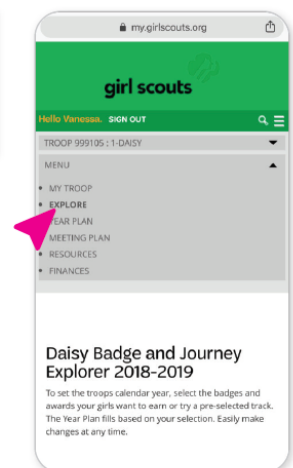 my.girlscouts.org
girl scouts
Hello Vanessa. SIGN OUT
TROOP 999105 : 1-DAISY
MENU
MY TROOP
EXPLORE
YEAR PLAN
MEETING PLAN
RESOURCES
FINANCES
Daisy Badge and Journey
Explorer 2018-2019
To set the troops calendar year, select the badges and
awards your girls want to earn or try a pre-selected track.
The Year Plan fills based on your selection. Easily make
changes at any time.